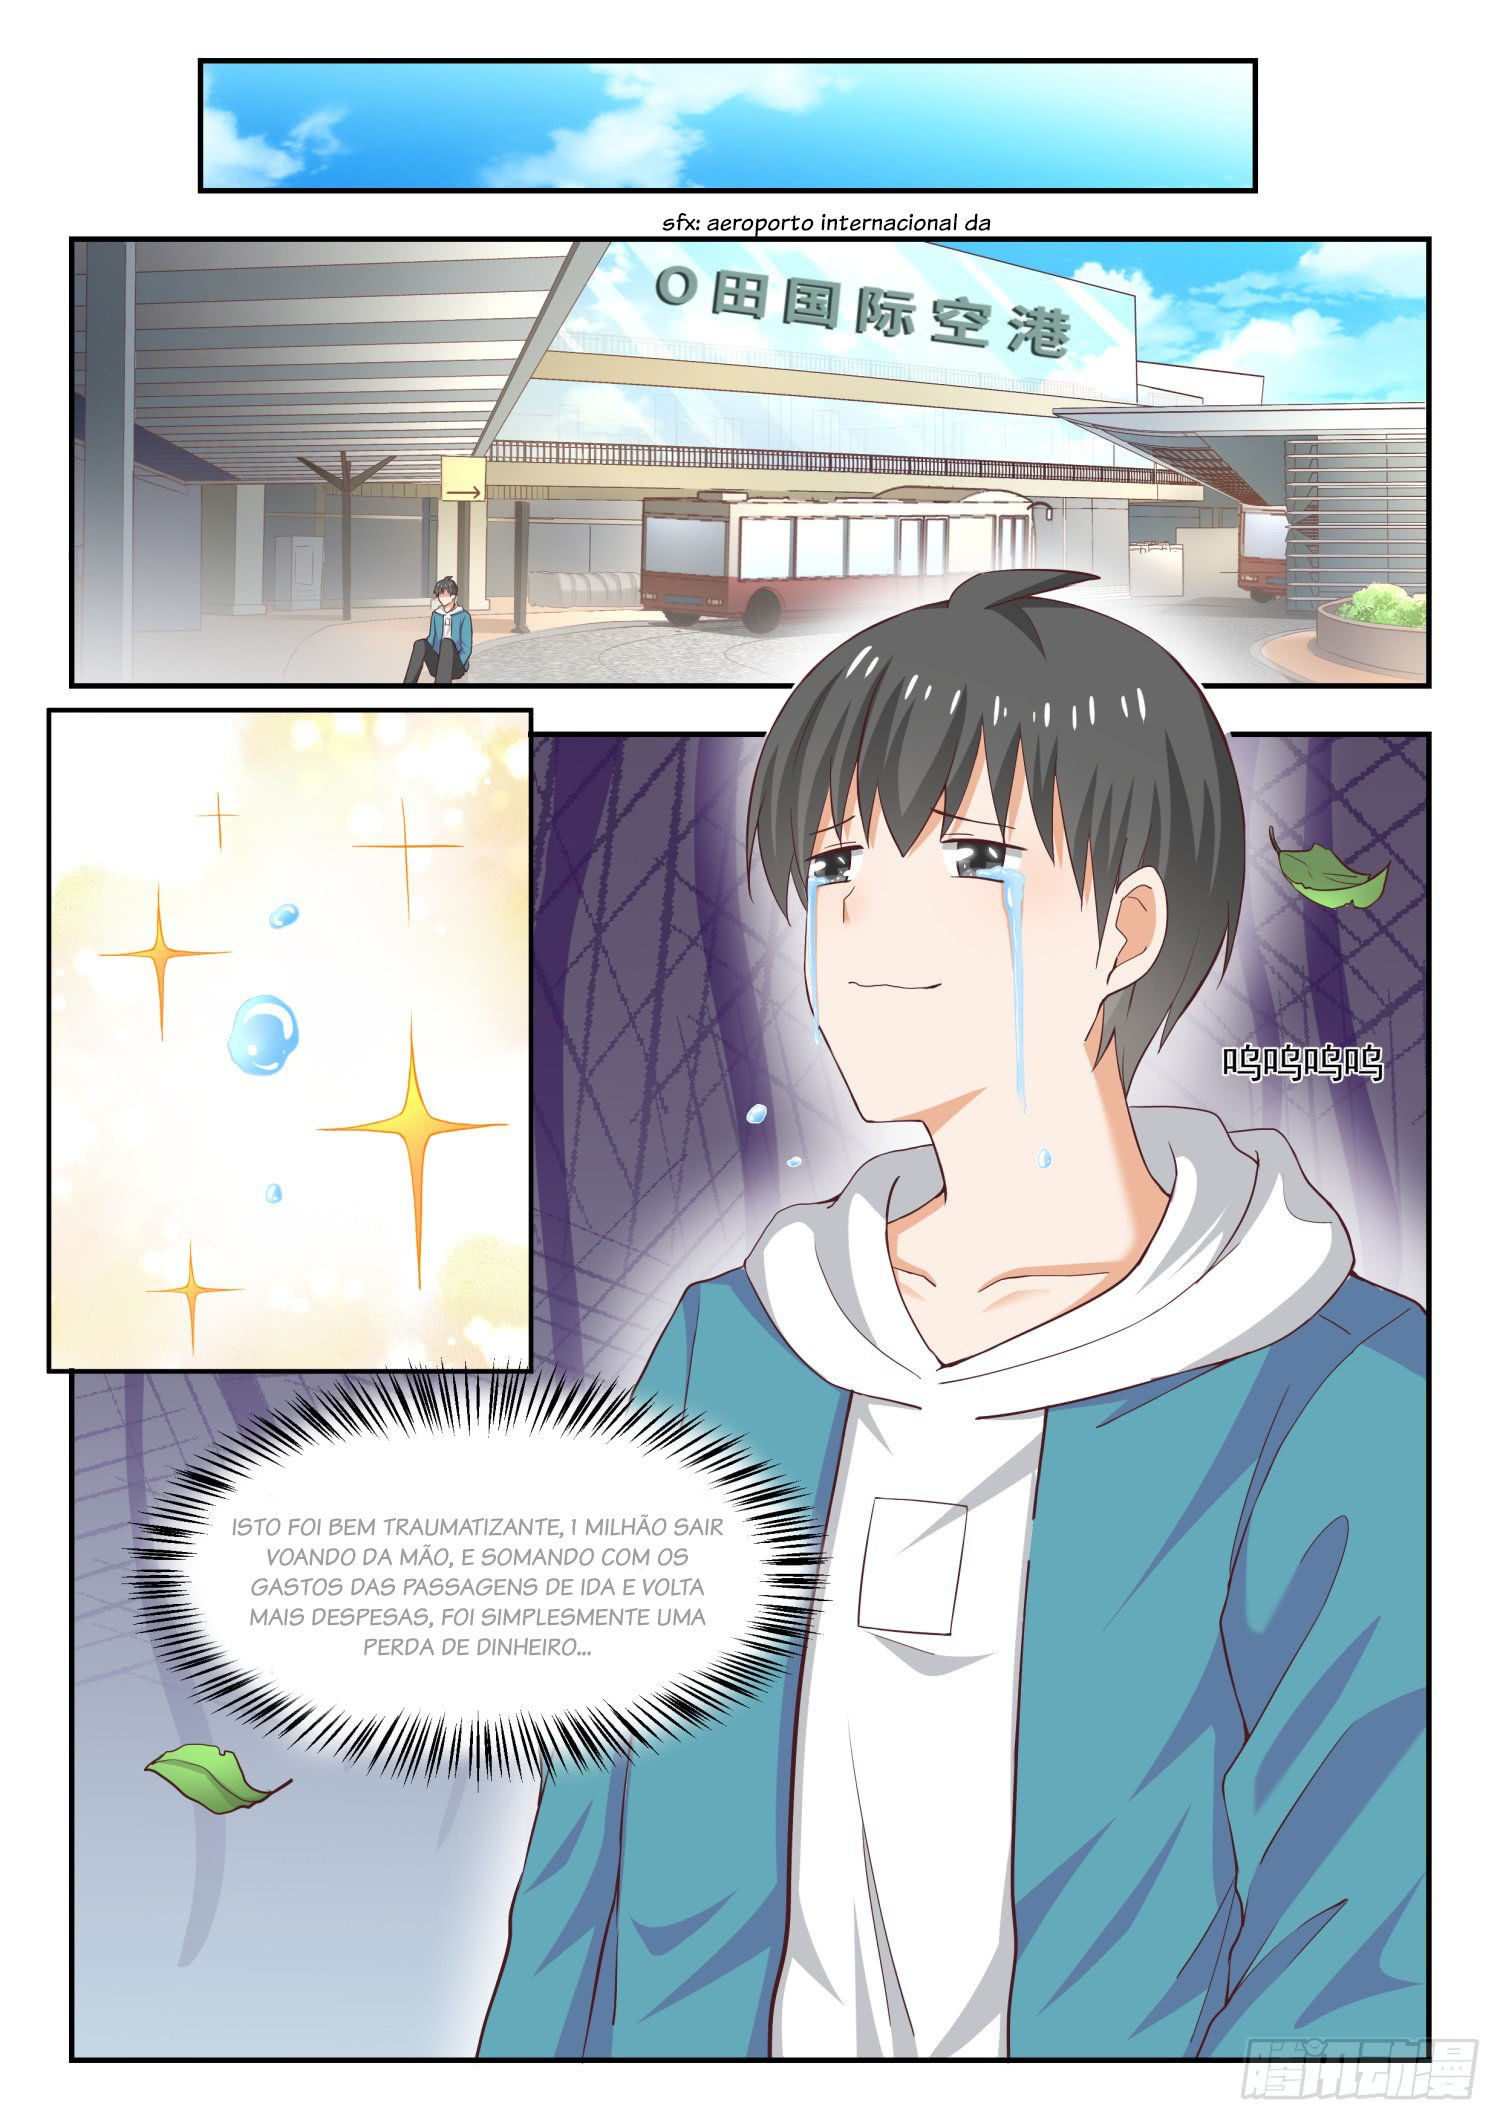 sfx: aeroporto internacional da
O田国际空港
呜呜呜呜
ISTO FOI BEM TRAUMATIZANTE, 1 MILHÃO SAIR
VOANDO DA MÃO, E SOMANDO COM OS
GASTOS DAS PASSAGENS DE IDA E VOLTA
MAIS DESPESAS, FOI SIMPLESMENTE UMA
PERDA DE DINHEIRO...
腾讯动漫